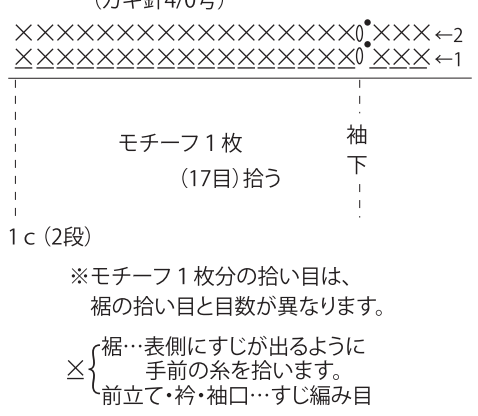 (カギ針4/0号)
××××××××××××××××××0•×××←2
××××××××××××××××××0•×××←1
モチーフ1枚
(17目)拾う
袖下
1c(2段)
※モチーフ1枚分の拾い目は、
裾の拾い目と目数が異なります。
裾…表側にすじが出るように
手前の糸を拾います。
×{
前立て・衿・袖口…すじ編み目